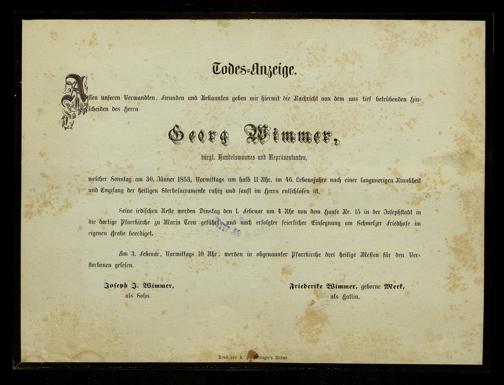 Todes-Anzeige.
Allen unseren Verwandten, Freunden und Bekannten geben wir hiermit die Nachricht von dem uns tief betrübenden Hin-
scheiden des Herrn
Georg Wimmer,
bürgl. Handelsmannes und Repräsentanten,
welcher Sonntag am 30. Jänner 1853, Vormittags um halb 11 Uhr, im 46. Lebensjahre nach einer langwierigen Krankheit
und Empfang der heiligen Sterbesacramente ruhig und sanft im Herrn entschlafen ist.
Seine irdischen Reste werden Dinstag den 1. Februar um 4 Uhr von dem Hause Nr. 15 in der Josephstadt in
die dortige Pfarrkirche zu Maria Treu geführt und nach erfolgter feierlicher Einsegnung am Schmelzer Friedhofe im
eigenen Grabe beerdiget.
Am 3. Februar, Vormittags 10 Uhr, werden in obgenannter Pfarrkirche drei heilige Messen für den Ver-
storbenen gelesen.
Joseph J. Wimmer,
als Sohn.
Friederike Wimmer, geborne Merk,
als Gattin.
Druck von